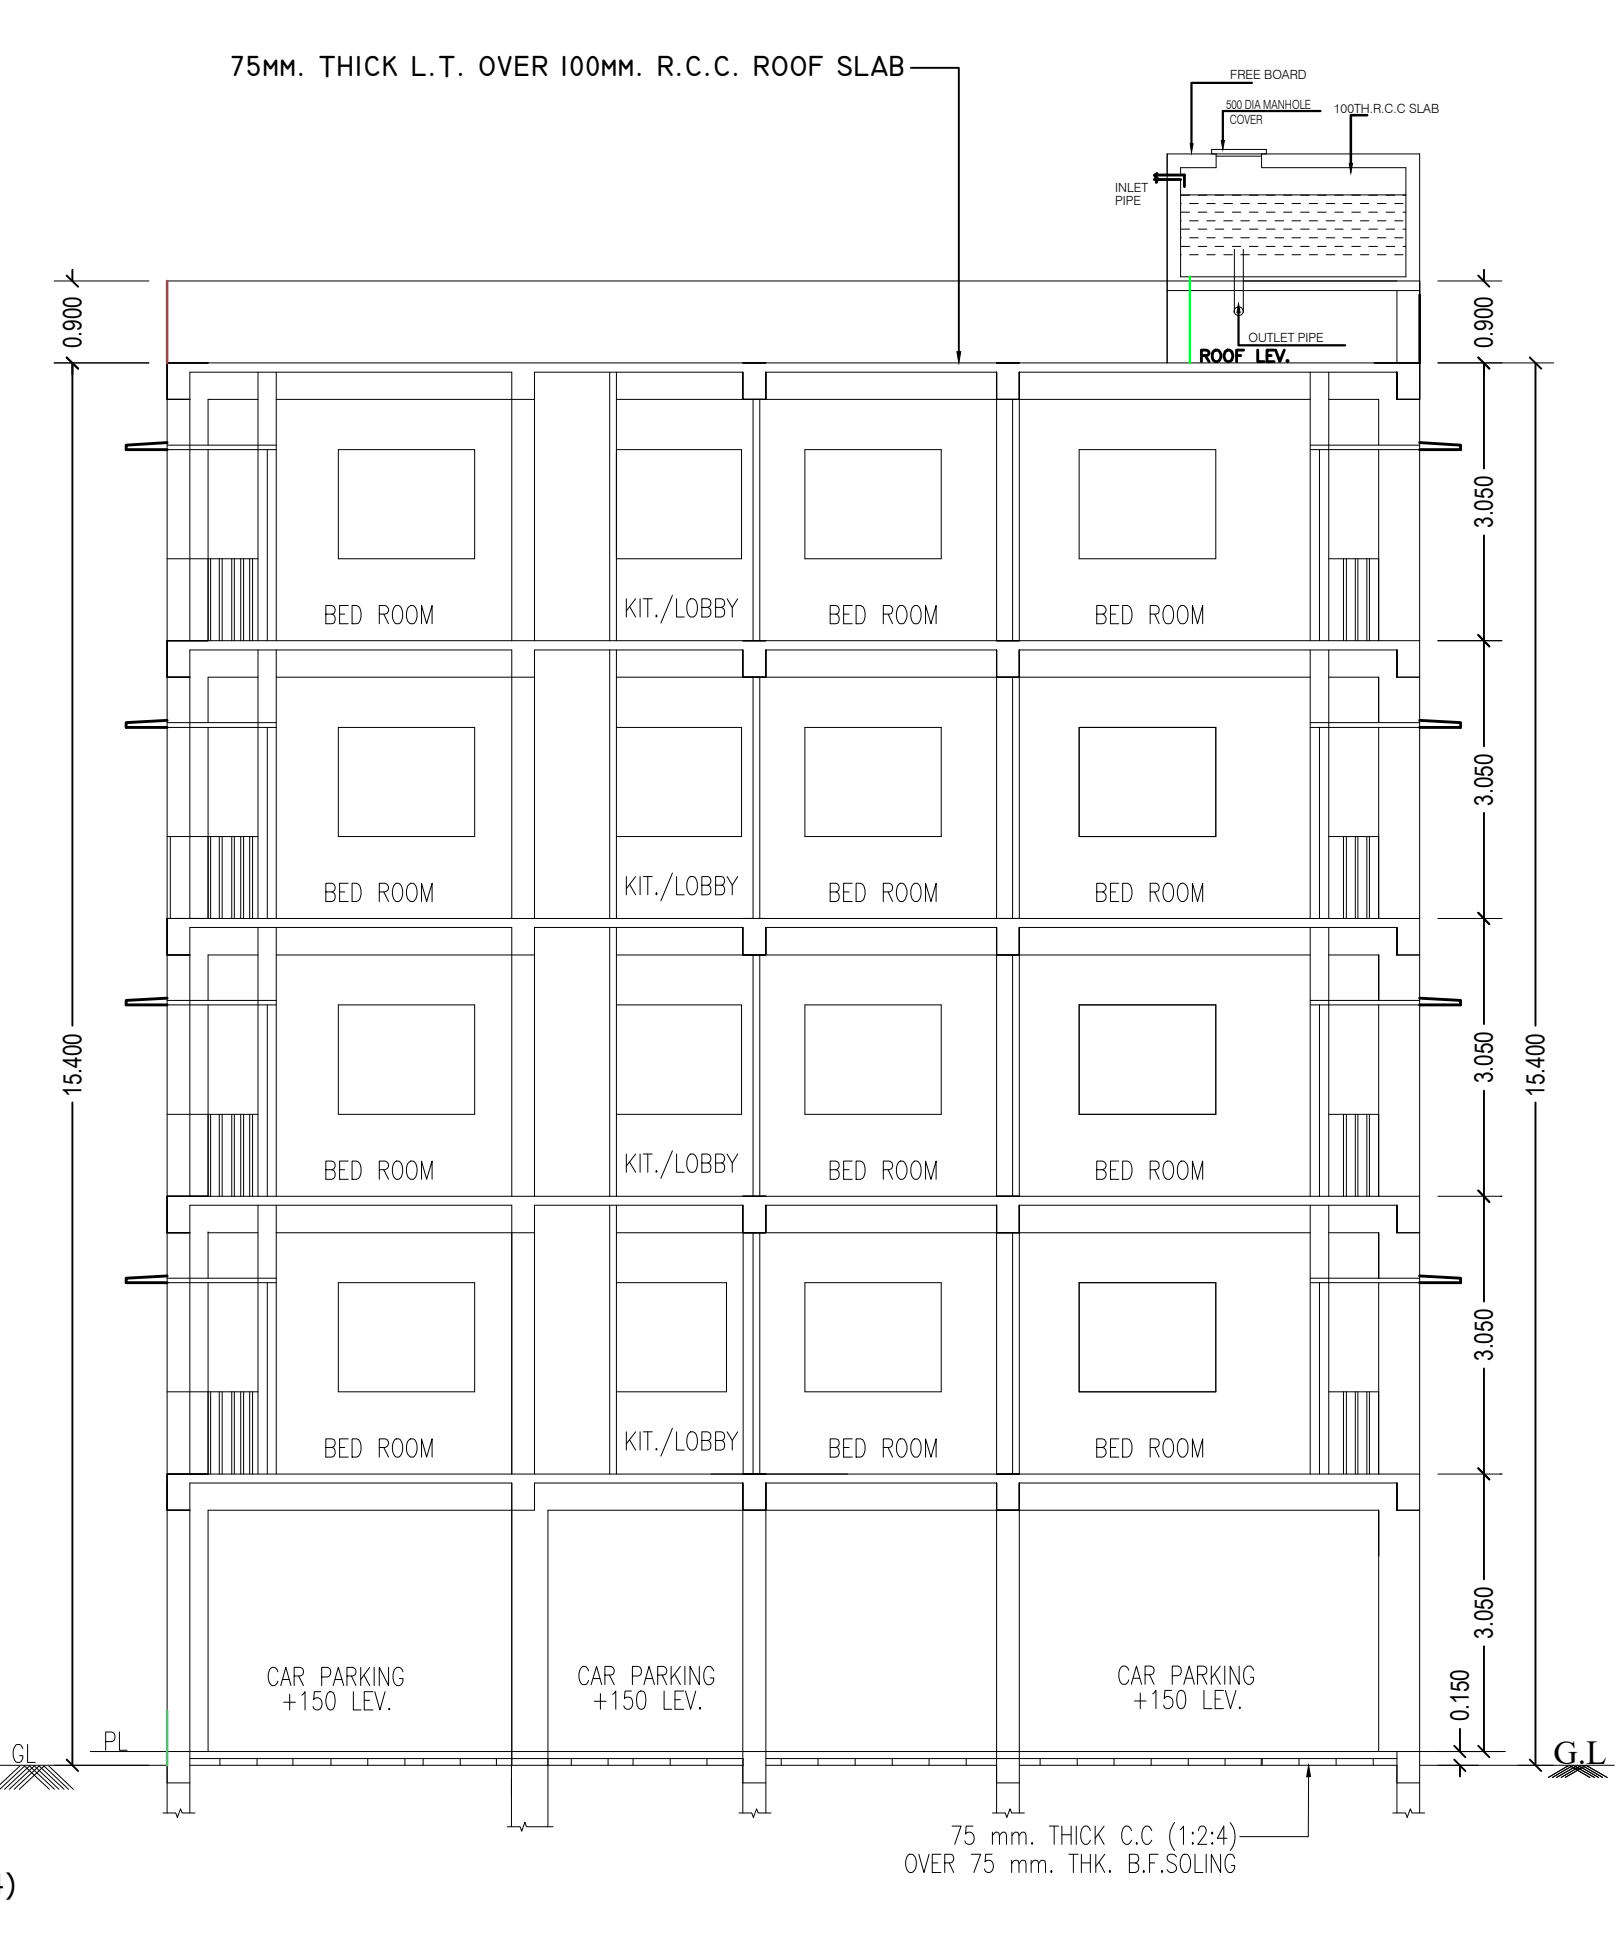 75MM. THICK L.T. OVER 100MM. R.C.C. ROOF SLAB
FREE BOARD
500 DIA MANHOLE
COVER
100TH.R.C.C SLAB
INLET
PIPE
0.900
0.900
OUTLET PIPE
ROOF LEV.
3.050
BED ROOM
KIT./LOBBY
BED ROOM
BED ROOM
3.050
BED ROOM
KIT./LOBBY
BED ROOM
BED ROOM
15.400
3.050
15.400
BED ROOM
KIT./LOBBY
BED ROOM
BED ROOM
3.050
BED ROOM
KIT./LOBBY
BED ROOM
BED ROOM
3.050
CAR PARKING
+150 LEV.
CAR PARKING
+150 LEV.
CAR PARKING
+150 LEV.
0.150
PL
GL
G.L
75 mm. THICK C.C (1:2:4)
OVER 75 mm. THK. B.F.SOLING